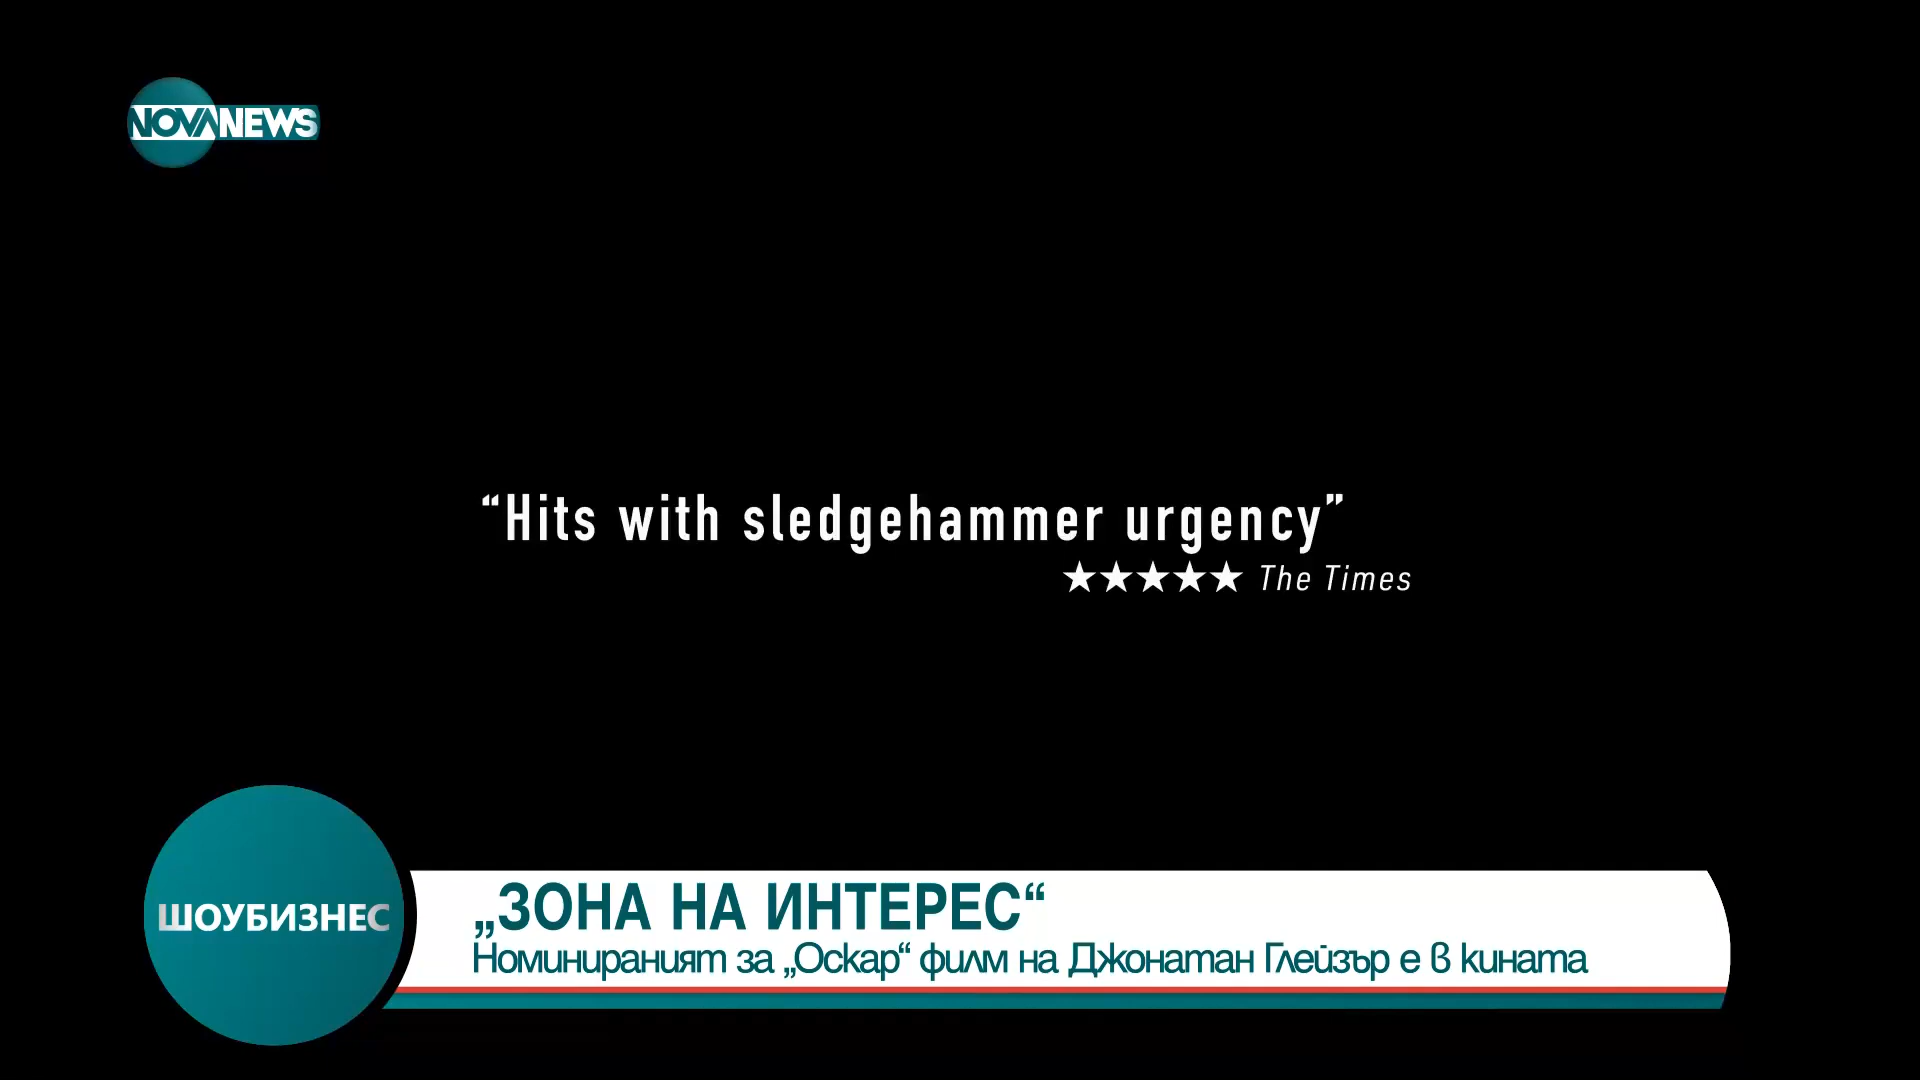 NOVANEWS
“Hits with sledgehammer urgency”
★★★★★ The Times
ШОУБИЗНЕС
„ЗОНА НА ИНТЕРЕС“
Номинираният за „Оскар“ филм на Джонатан Глейзър е в кината